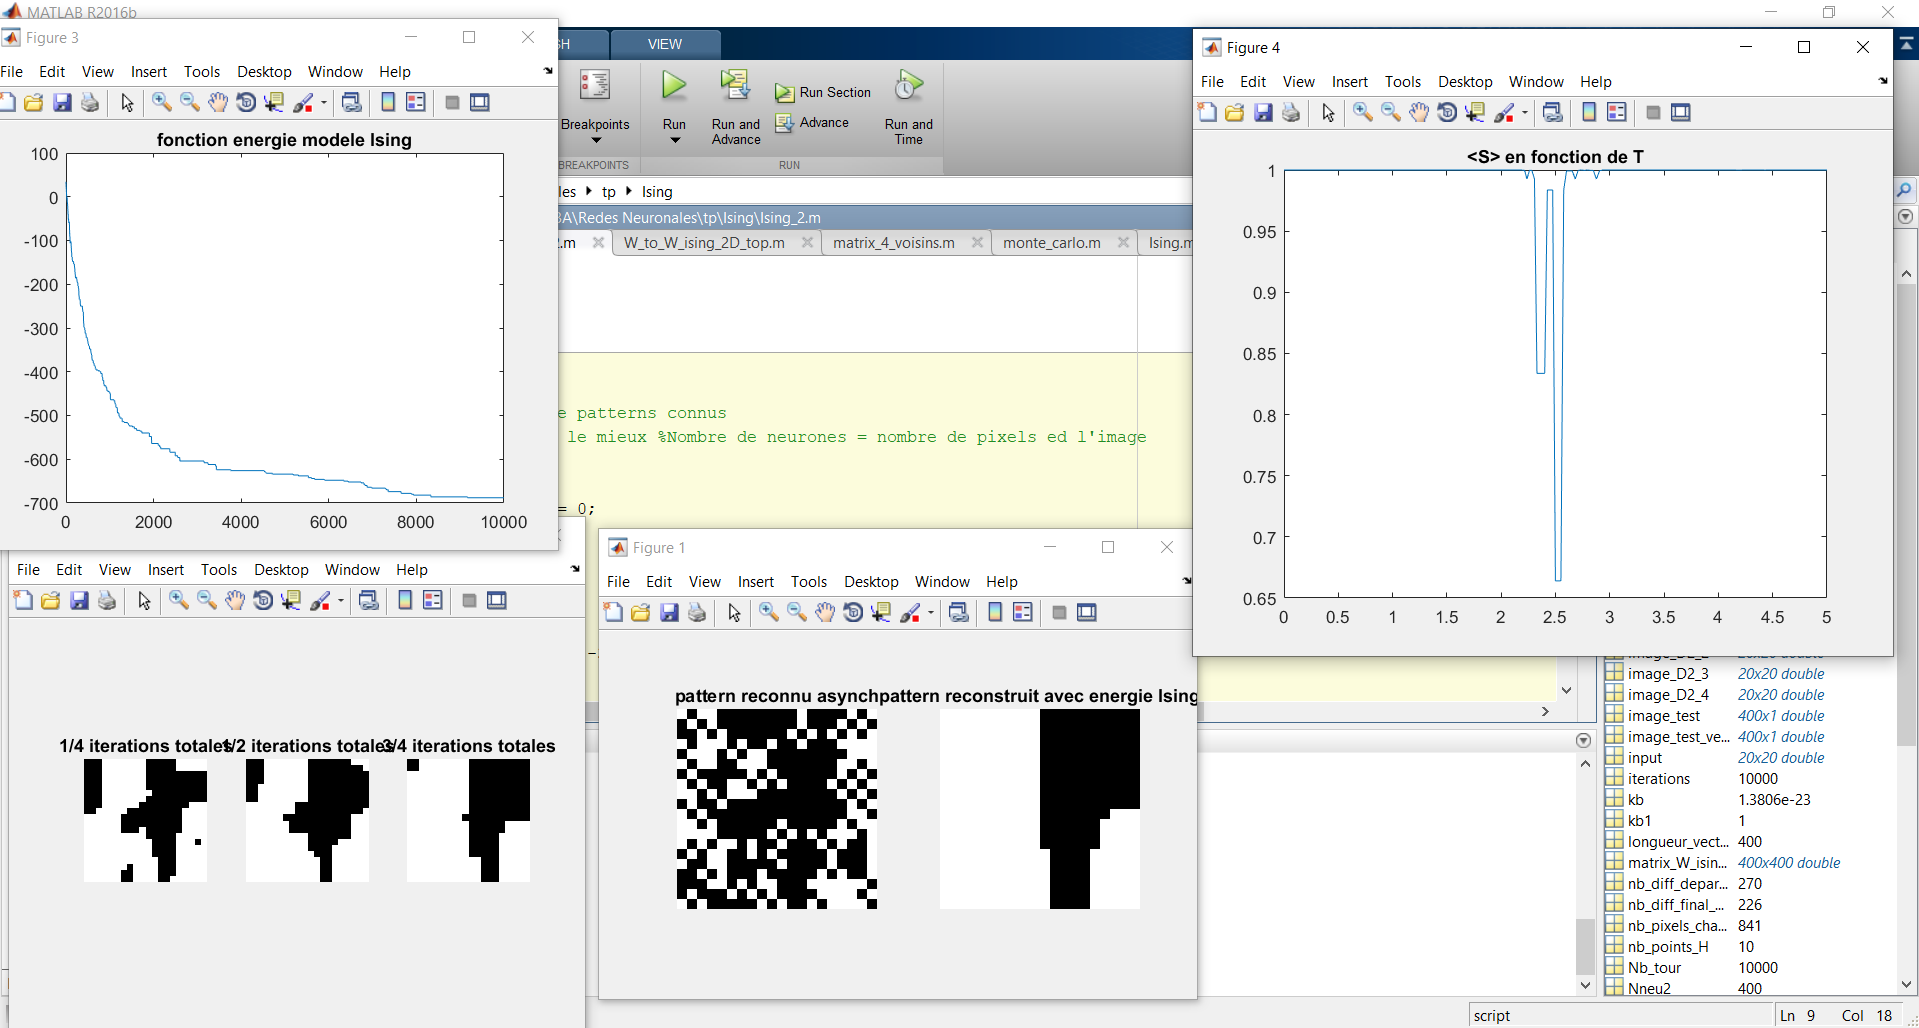 MATLAB R2016b
Figure 3
File Edit View Insert Tools Desktop Window Help
fonction energie modele Ising
100
0
-100
-200
-300
-400
-500
-600
-700
0 2000 4000 6000 8000 10000
SH VIEW
Breakpoints
Run
Run and Advance
Run Section
Advance
Run and Time
BREAKPOINTS RUN
les tp Ising
BA\Redes Neuronales\tp\Ising\Ising_2.m
2.m W_to_W_ising_2D_top.m matrix_4_voisins.m monte_carlo.m Ising.m
e patterns connus
le mieux %Nombre de neurones = nombre de pixels ed l'image
= 0;
Figure 4
File Edit View Insert Tools Desktop Window Help
<S> en fonction de T
1
0.95
0.9
0.85
0.8
0.75
0.7
0.65
0 0.5 1 1.5 2 2.5 3 3.5 4 4.5 5
File Edit View Insert Tools Desktop Window Help
1/4 iterations totales 1/2 iterations totales 3/4 iterations totales
Figure 1
File Edit View Insert Tools Desktop Window Help
pattern reconnu asynch pattern reconstruit avec energie Ising
image_D2_2 20x20 double
image_D2_3 20x20 double
image_D2_4 20x20 double
image_test 400x1 double
image_test_ve... 400x1 double
input 20x20 double
iterations 10000
kb 1.3806e-23
kb1 1
longueur_vect... 400
matrix_W_isin... 400x400 double
nb_diff_depar... 270
nb_diff_final_... 226
nb_pixels_cha... 841
nb_points_H 10
Nb_tour 10000
Nneu2 400
script Ln 9 Col 18